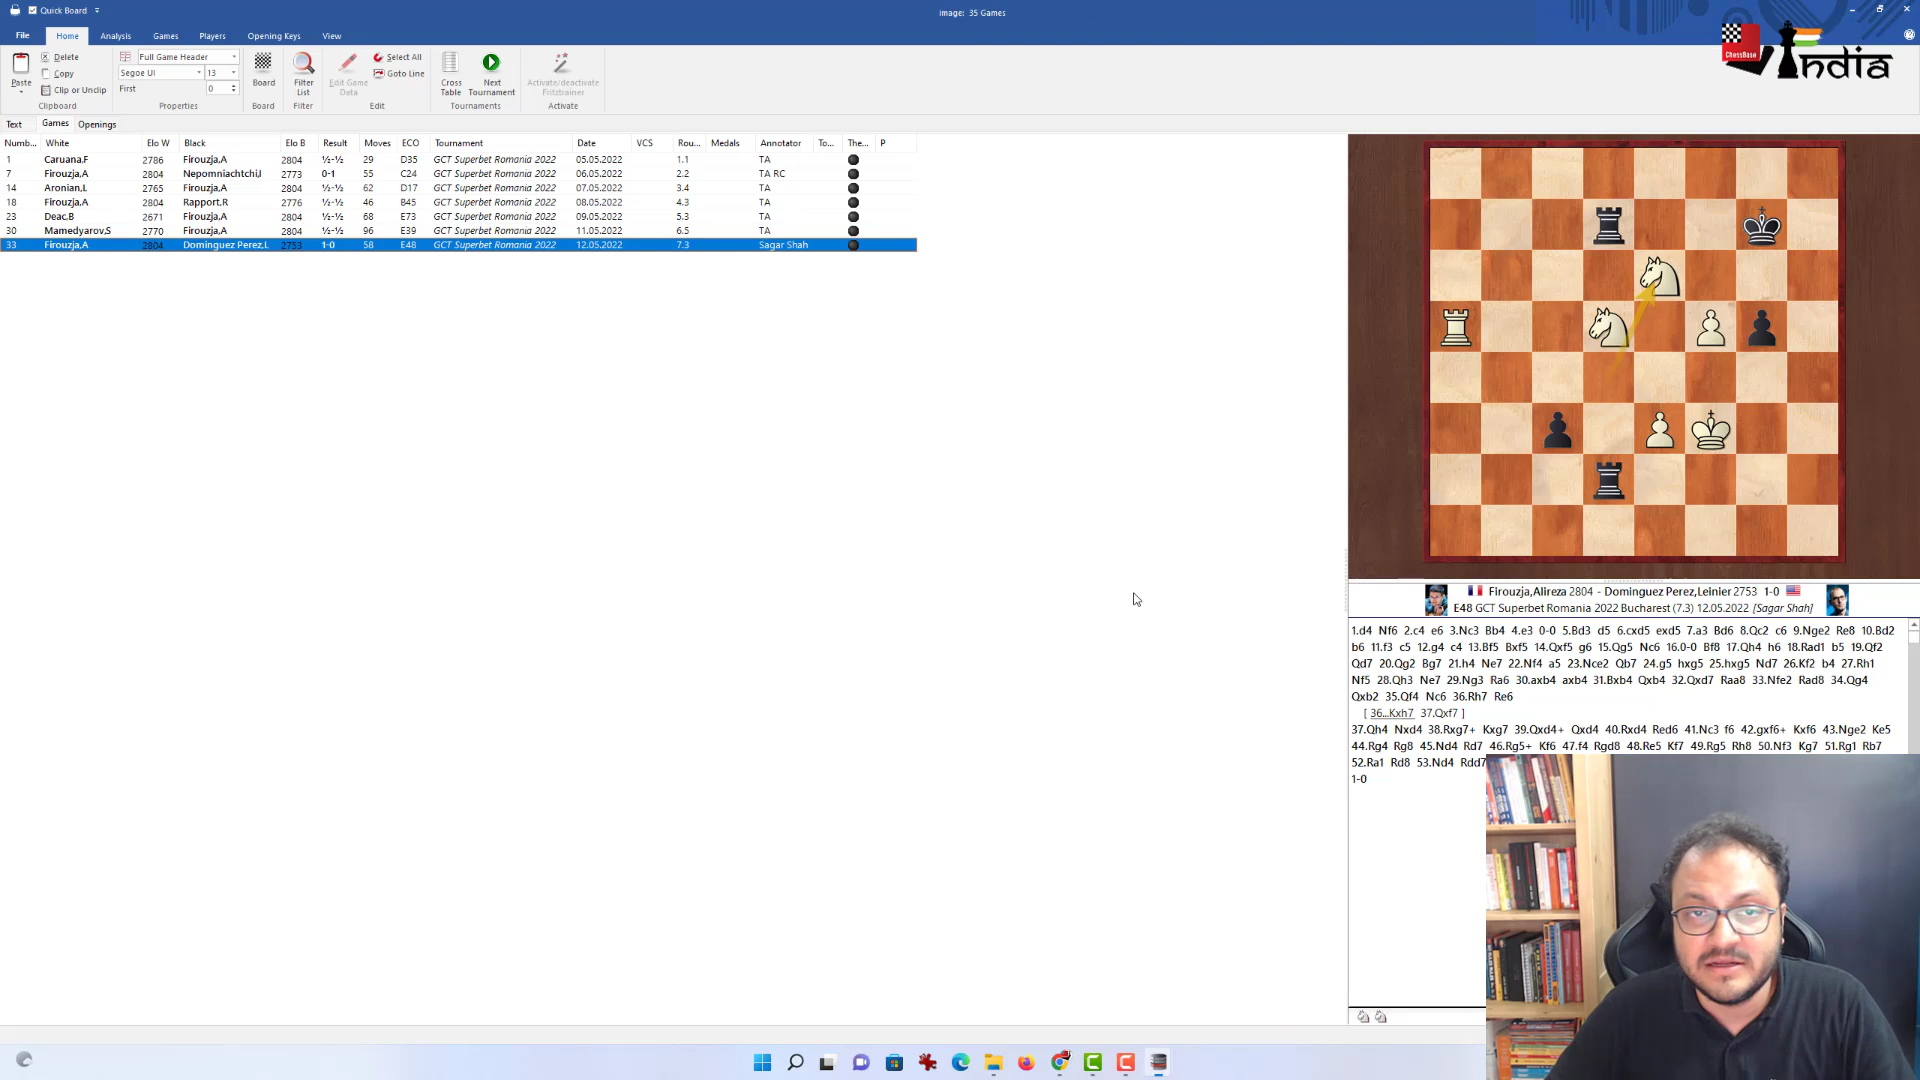 Quick Board
image: 35 Games
File Home Analysis Games Players Opening Keys View
ChessBase India
Paste
Delete
Copy
Clip or Unclip
Clipboard
Full Game Header
Segoe UI 13
First 0
Properties
Board
Board
Filter List
Filter
Edit Game Data
Select All
Goto Line
Edit
Cross Table
Next Tournament
Tournaments
Activate/deactivate Fritztrainer
Activate
Text Games Openings
Numb... White Elo W Black Elo B Result Moves ECO Tournament Date VCS Rou... Medals Annotator To... The... P
1 Caruana,F 2786 Firouzja,A 2804 ½-½ 29 D35 GCT Superbet Romania 2022 05.05.2022 1.1 TA
7 Firouzja,A 2804 Nepomniachtchi,I 2773 0-1 55 C24 GCT Superbet Romania 2022 06.05.2022 2.2 TA RC
14 Aronian,L 2765 Firouzja,A 2804 ½-½ 62 D17 GCT Superbet Romania 2022 07.05.2022 3.4 TA
18 Firouzja,A 2804 Rapport,R 2776 ½-½ 46 B45 GCT Superbet Romania 2022 08.05.2022 4.3 TA
23 Deac,B 2671 Firouzja,A 2804 ½-½ 68 E73 GCT Superbet Romania 2022 09.05.2022 5.3 TA
30 Mamedyarov,S 2770 Firouzja,A 2804 ½-½ 96 E39 GCT Superbet Romania 2022 11.05.2022 6.5 TA
33 Firouzja,A 2804 Dominguez Perez,L 2753 1-0 58 E48 GCT Superbet Romania 2022 12.05.2022 7.3 Sagar Shah
Firouzja,Alireza 2804 - Dominguez Perez,Leinier 2753 1-0
E48 GCT Superbet Romania 2022 Bucharest (7.3) 12.05.2022 [Sagar Shah]
1.d4 Nf6 2.c4 e6 3.Nc3 Bb4 4.e3 0-0 5.Bd3 d5 6.cxd5 exd5 7.a3 Bd6 8.Qc2 c6 9.Nge2 Re8 10.Bd2
b6 11.f3 c5 12.g4 c4 13.Bf5 Bxf5 14.Qxf5 g6 15.Qg5 Nc6 16.0-0 Bf8 17.Qh4 h6 18.Rad1 b5 19.Qf2
Qd7 20.Qg2 Bg7 21.h4 Ne7 22.Nf4 a5 23.Nce2 Qb7 24.g5 hxg5 25.hxg5 Nd7 26.Kf2 b4 27.Rh1
Nf5 28.Qh3 Ne7 29.Ng3 Ra6 30.axb4 axb4 31.Bxb4 Qxb4 32.Qxd7 Raa8 33.Nfe2 Rad8 34.Qg4
Qxb2 35.Qf4 Nc6 36.Rh7 Re6
[ 36...Kxh7 37.Qxf7 ]
37.Qh4 Nxd4 38.Rxg7+ Kxg7 39.Qxd4+ Qxd4 40.Rxd4 Red6 41.Nc3 f6 42.gxf6+ Kxf6 43.Nge2 Ke5
44.Rg4 Rg8 45.Nd4 Rd7 46.Rg5+ Kf6 47.f4 Rgd8 48.Re5 Kf7 49.Rg5 Rh8 50.Nf3 Kg7 51.Rg1 Rb7
52.Ra1 Rd8 53.Nd4 Rdd7
1-0